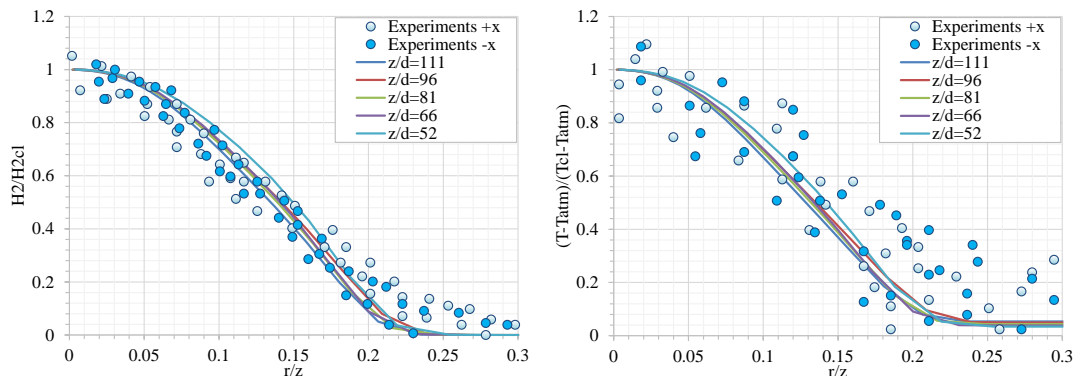 1.2
1
0.8
0.6
0.4
0.2
0
H2/H2cl
0 0.05 0.1 0.15 0.2 0.25 0.3
r/z
Experiments +x
Experiments -x
z/d=111
z/d=96
z/d=81
z/d=66
z/d=52
1.2
1
0.8
0.6
0.4
0.2
0
(T-Tatm)/(Tcl-Tatm)
0 0.05 0.1 0.15 0.2 0.25 0.3
r/z
Experiments +x
Experiments -x
z/d=111
z/d=96
z/d=81
z/d=66
z/d=52